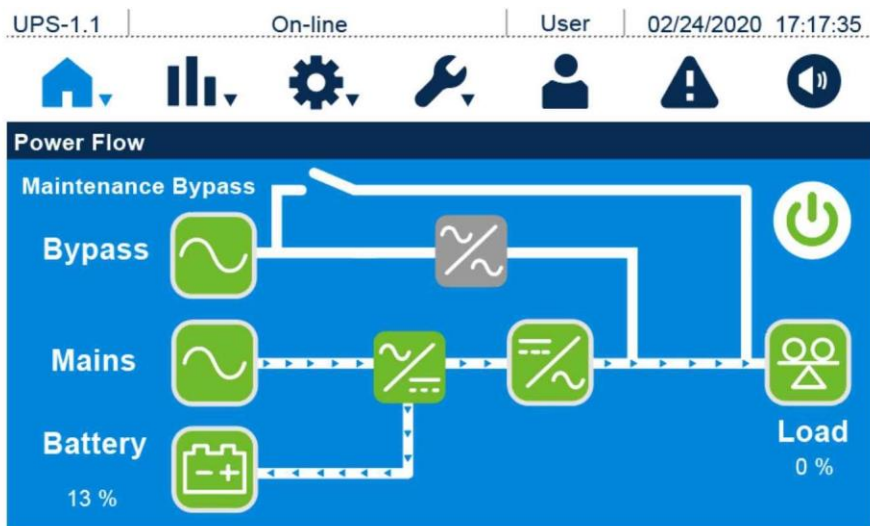 UPS-1.1 On-line User 02/24/2020 17:17:35
Power Flow
Maintenance Bypass
Bypass
Mains
Battery
13 %
Load
0 %